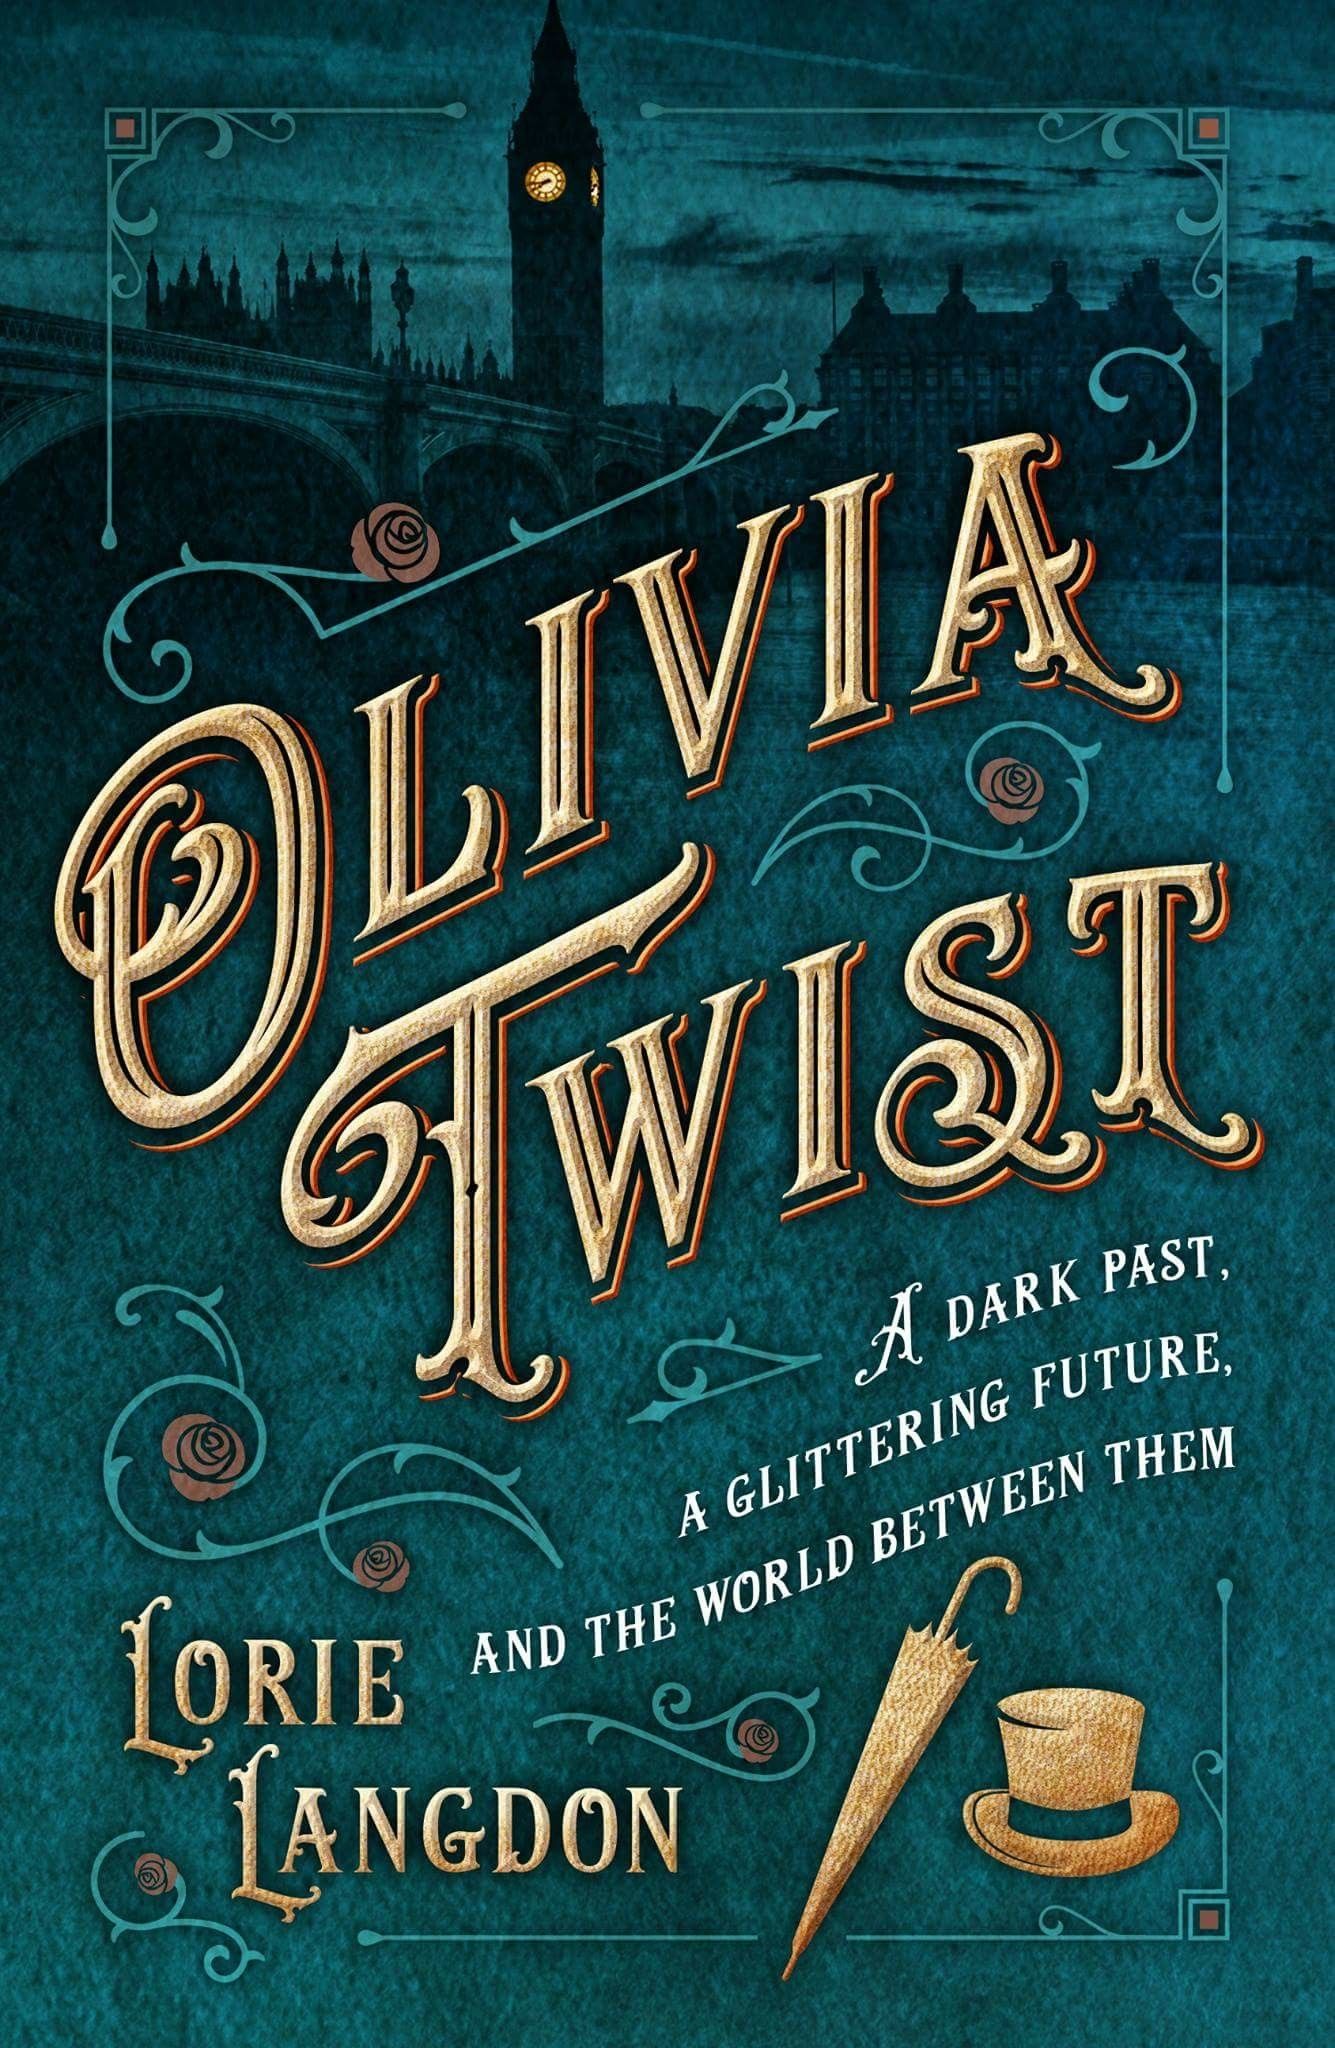 OLIVIA
TWIST
A DARK PAST,
A GLITTERING FUTURE,
AND THE WORLD BETWEEN THEM
LORIE
LANGDON